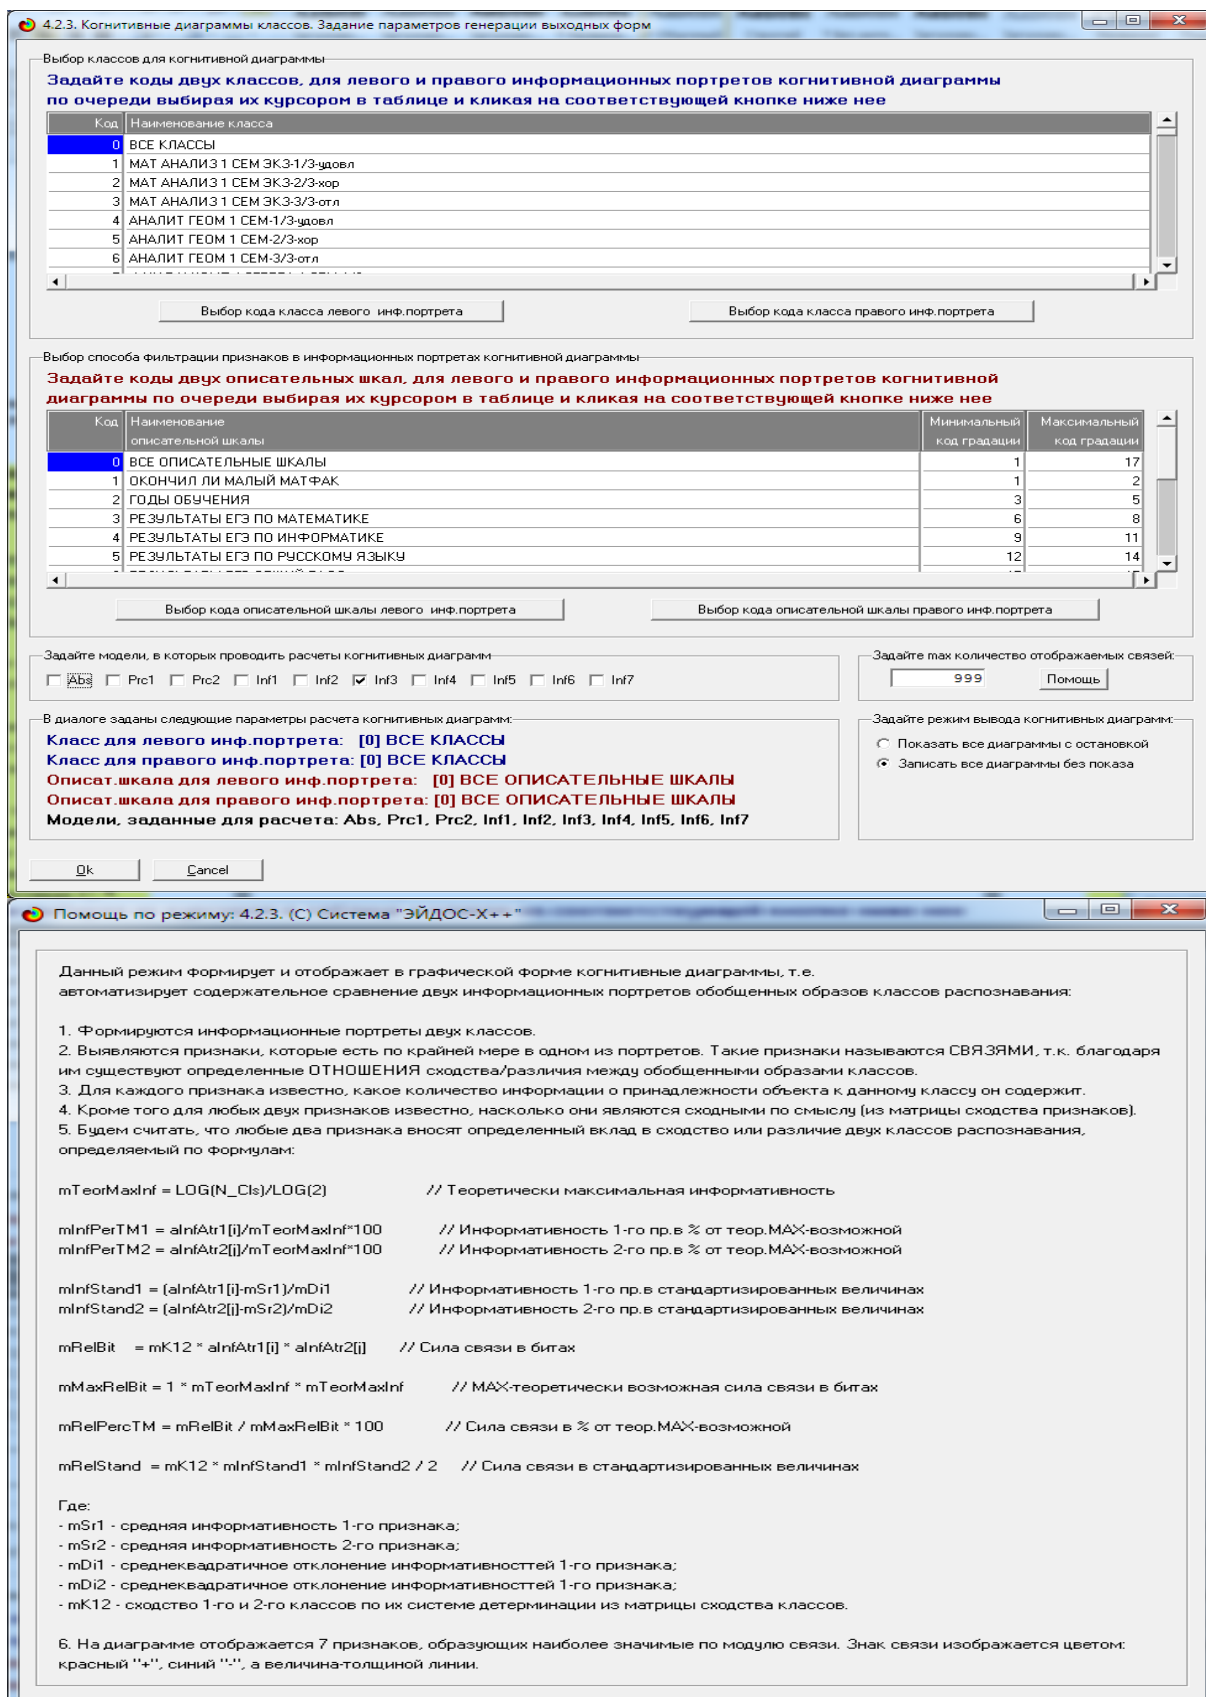 4.2.3. Когнитивные диаграммы классов. Задание параметров генерации выходных форм
Выбор классов для когнитивной диаграммы
Задайте коды двух классов, для левого и правого информационных портретов когнитивной диаграммы
по очереди выбирая их курсором в таблице и кликая на соответствующей кнопке ниже нее
Код Наименование класса
0 ВСЕ КЛАССЫ
1 МАТ АНАЛИЗ 1 СЕМ ЭКЗ-1/3-удовл
2 МАТ АНАЛИЗ 1 СЕМ ЭКЗ-2/3-хор
3 МАТ АНАЛИЗ 1 СЕМ ЭКЗ-3/3-отл
4 АНАЛИТ ГЕОМ 1 СЕМ-1/3-удовл
5 АНАЛИТ ГЕОМ 1 СЕМ-2/3-хор
6 АНАЛИТ ГЕОМ 1 СЕМ-3/3-отл
Выбор кода класса левого инф.портрета Выбор кода класса правого инф.портрета
Выбор способа фильтрации признаков в информационных портретах когнитивной диаграммы
Задайте коды двух описательных шкал, для левого и правого информационных портретов когнитивной
диаграммы по очереди выбирая их курсором в таблице и кликая на соответствующей кнопке ниже нее
Код Наименование Минимальный Максимальный
описательной шкалы код градации код градации
0 ВСЕ ОПИСАТЕЛЬНЫЕ ШКАЛЫ 1 17
1 ОКОНЧИЛ ЛИ МАЛЫЙ МАТФАК 1 2
2 ГОДЫ ОБУЧЕНИЯ 3 5
3 РЕЗУЛЬТАТЫ ЕГЭ ПО МАТЕМАТИКЕ 6 8
4 РЕЗУЛЬТАТЫ ЕГЭ ПО ИНФОРМАТИКЕ 9 11
5 РЕЗУЛЬТАТЫ ЕГЭ ПО РУССКОМУ ЯЗЫКУ 12 14
Выбор кода описательной шкалы левого инф.портрета Выбор кода описательной шкалы правого инф.портрета
Задайте модели, в которых проводить расчеты когнитивных диаграмм Задайте max количество отображаемых связей:
Abs Prc1 Prc2 Inf1 Inf2 Inf3 Inf4 Inf5 Inf6 Inf7 999 Помощь
В диалоге заданы следующие параметры расчета когнитивных диаграмм: Задайте режим вывода когнитивных диаграмм:
Класс для левого инф.портрета: [0] ВСЕ КЛАССЫ Показать все диаграммы с остановкой
Класс для правого инф.портрета: [0] ВСЕ КЛАССЫ Записать все диаграммы без показа
Описат.шкала для левого инф.портрета: [0] ВСЕ ОПИСАТЕЛЬНЫЕ ШКАЛЫ
Описат.шкала для правого инф.портрета: [0] ВСЕ ОПИСАТЕЛЬНЫЕ ШКАЛЫ
Модели, заданные для расчета: Abs, Prc1, Prc2, Inf1, Inf2, Inf3, Inf4, Inf5, Inf6, Inf7
Ok Cancel
Помощь по режиму: 4.2.3. (С) Система "ЭЙДОС-X++"
Данный режим формирует и отображает в графической форме когнитивные диаграммы, т.е.
автоматизирует содержательное сравнение двух информационных портретов обобщенных образов классов распознавания:
1. Формируются информационные портреты двух классов.
2. Выявляются признаки, которые есть по крайней мере в одном из портретов. Такие признаки называются СВЯЗЯМИ, т.к. благодаря
им существуют определенные ОТНОШЕНИЯ сходства/различия между обобщенными образами классов.
3. Для каждого признака известно, какое количество информации о принадлежности объекта к данному классу он содержит.
4. Кроме того для любых двух признаков известно, насколько они являются сходными по смыслу (из матрицы сходства признаков).
5. Будем считать, что любые два признака вносят определенный вклад в сходство или различие двух классов распознавания,
определяемый по формулам:
mTeorMaxInf = LOG(N_Cls)/LOG(2) // Теоретически максимальная информативность
mInfPerTM1 = aInfAtr1[i]/mTeorMaxInf*100 // Информативность 1-го пр.в % от теор.MAX-возможной
mInfPerTM2 = aInfAtr2[j]/mTeorMaxInf*100 // Информативность 2-го пр.в % от теор.MAX-возможной
mInfStand1 = (aInfAtr1[i]-mSr1)/mDi1 // Информативность 1-го пр.в стандартизированных величинах
mInfStand2 = (aInfAtr2[j]-mSr2)/mDi2 // Информативность 2-го пр.в стандартизированных величинах
mRelBit = mK12 * aInfAtr1[i] * aInfAtr2[j] // Сила связи в битах
mMaxRelBit = 1 * mTeorMaxInf * mTeorMaxInf // MAX-теоретически возможная сила связи в битах
mRelPercTM = mRelBit / mMaxRelBit * 100 // Сила связи в % от теор.MAX-возможной
mRelStand = mK12 * mInfStand1 * mInfStand2 / 2 // Сила связи в стандартизированных величинах
Где:
- mSr1 - средняя информативность 1-го признака;
- mSr2 - средняя информативность 2-го признака;
- mDi1 - среднеквадратичное отклонение информативносттей 1-го признака;
- mDi2 - среднеквадратичное отклонение информативносттей 1-го признака;
- mK12 - сходство 1-го и 2-го классов по их системе детерминации из матрицы сходства классов.
6. На диаграмме отображается 7 признаков, образующих наиболее значимые по модулю связи. Знак связи изображается цветом:
красный "+", синий "-", а величина-толщиной линии.